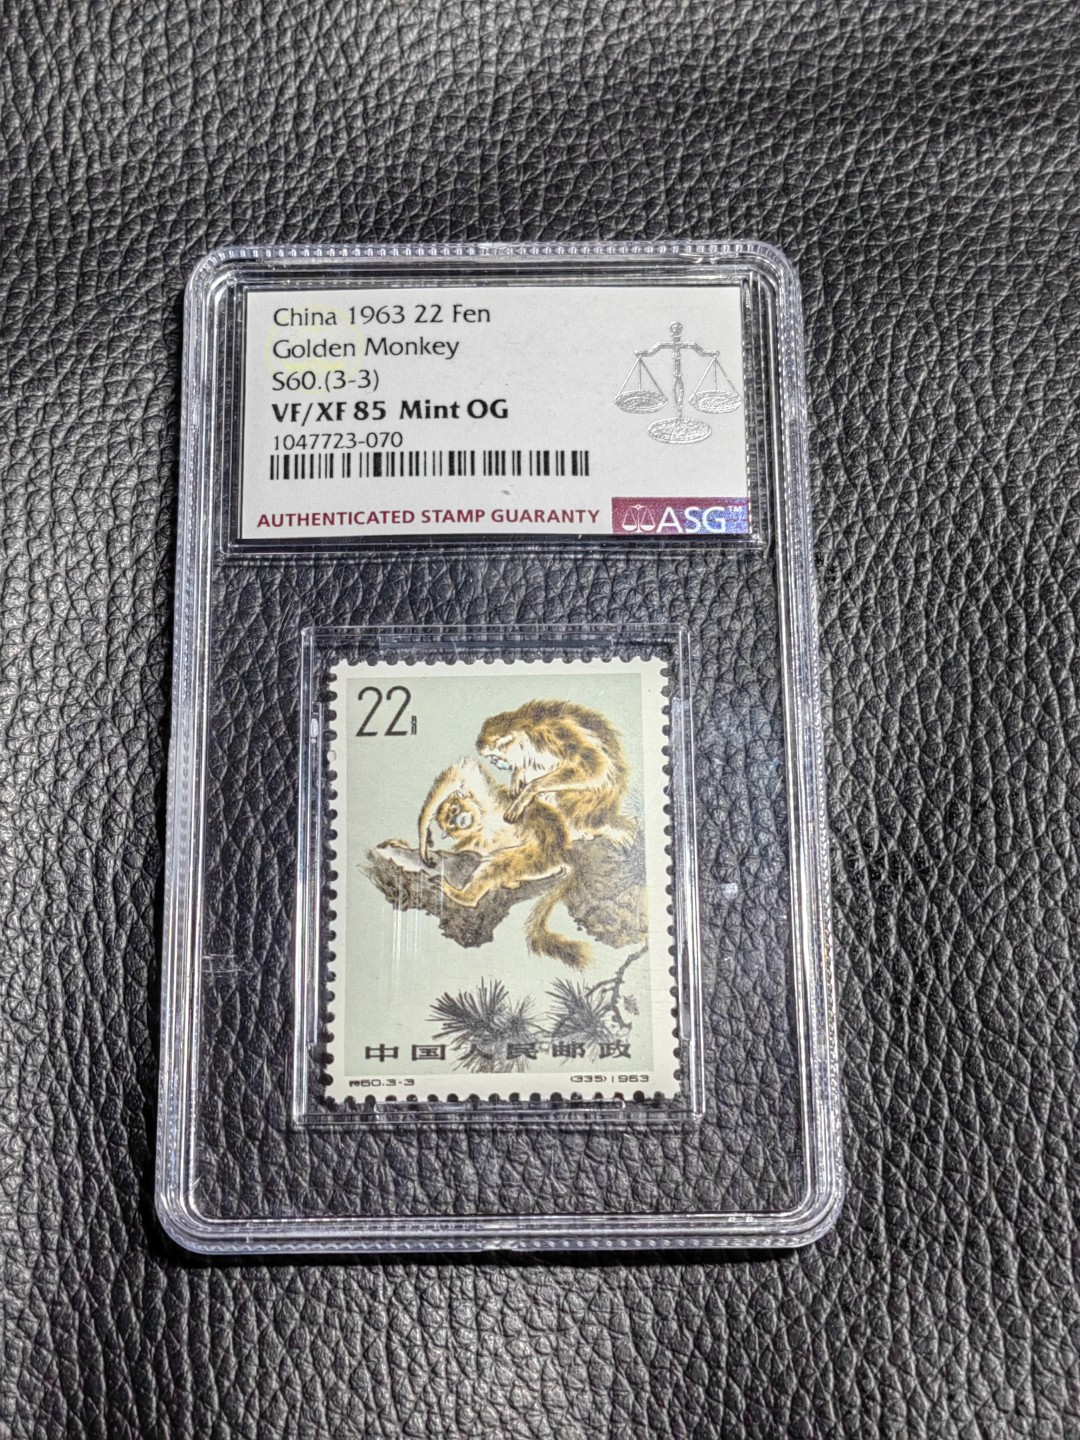 China 1963 22 Fen
Golden Monkey
S60.(3-3)
VF/XF 85 Mint OG
1047723-070
AUTHENTICATED STAMP GUARANTY
ASG™
22分
中国人民邮政
特60.3-3 (335) 1963